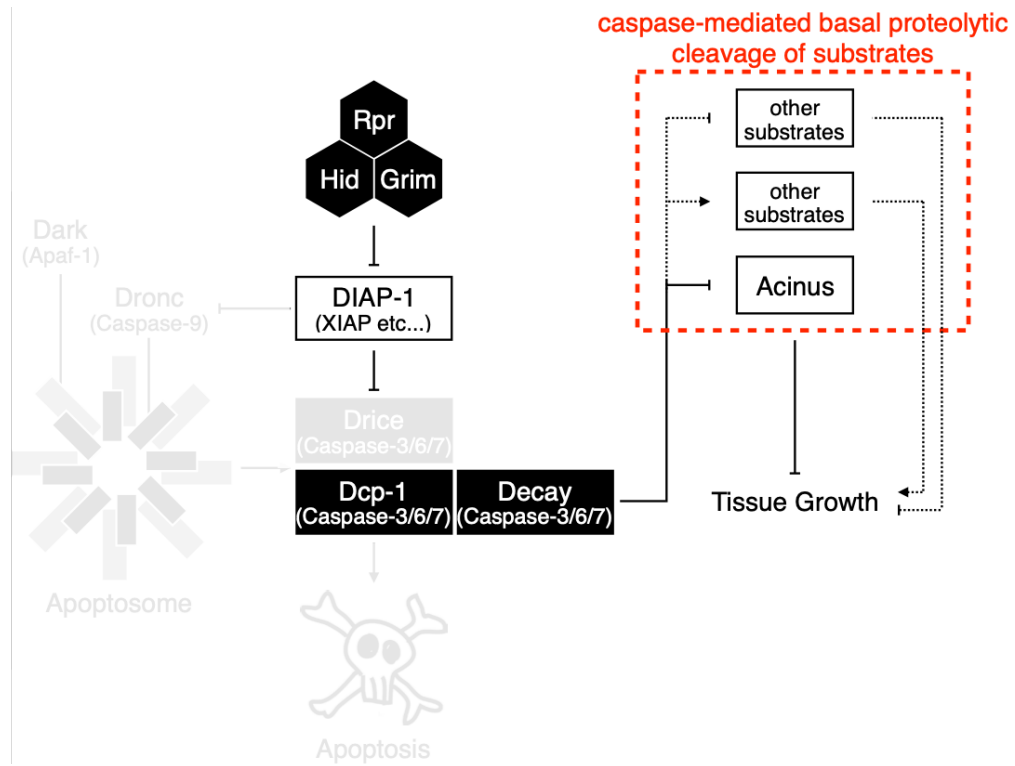 caspase-mediated basal proteolytic
cleavage of substrates
Rpr
Hid
Grim
other
substrates
other
substrates
Acinus
Dark
(Apaf-1)
Dronc
(Caspase-9)
DIAP-1
(XIAP etc...)
Drice
(Caspase-3/6/7)
Dcp-1
(Caspase-3/6/7)
Decay
(Caspase-3/6/7)
Tissue Growth
Apoptosome
Apoptosis